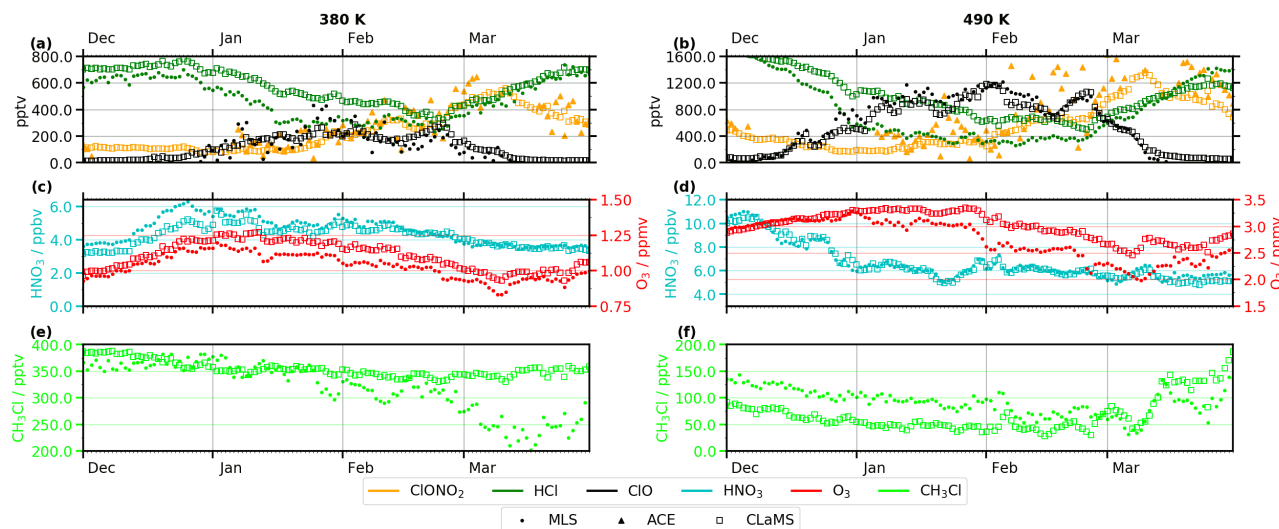 380 K
490 K
(a)
Dec Jan Feb Mar
(b)
Dec Jan Feb Mar
800.0
600.0
400.0
200.0
0.0
pptv
1600.0
1200.0
800.0
400.0
0.0
pptv
(c)
6.0
4.0
2.0
0.0
HNO₃ / ppbv
1.50
1.25
1.00
0.75
O₃ / ppmv
(d)
12.0
10.0
8.0
6.0
4.0
HNO₃ / ppbv
3.5
3.0
2.5
2.0
1.5
O₃ / ppmv
(e)
400.0
350.0
300.0
250.0
200.0
CH₃Cl / pptv
(f)
200.0
150.0
100.0
50.0
0.0
CH₃Cl / pptv
Dec Jan Feb Mar
Dec Jan Feb Mar
ClONO₂ HCl ClO HNO₃ O₃ CH₃Cl
MLS ACE CLaMS